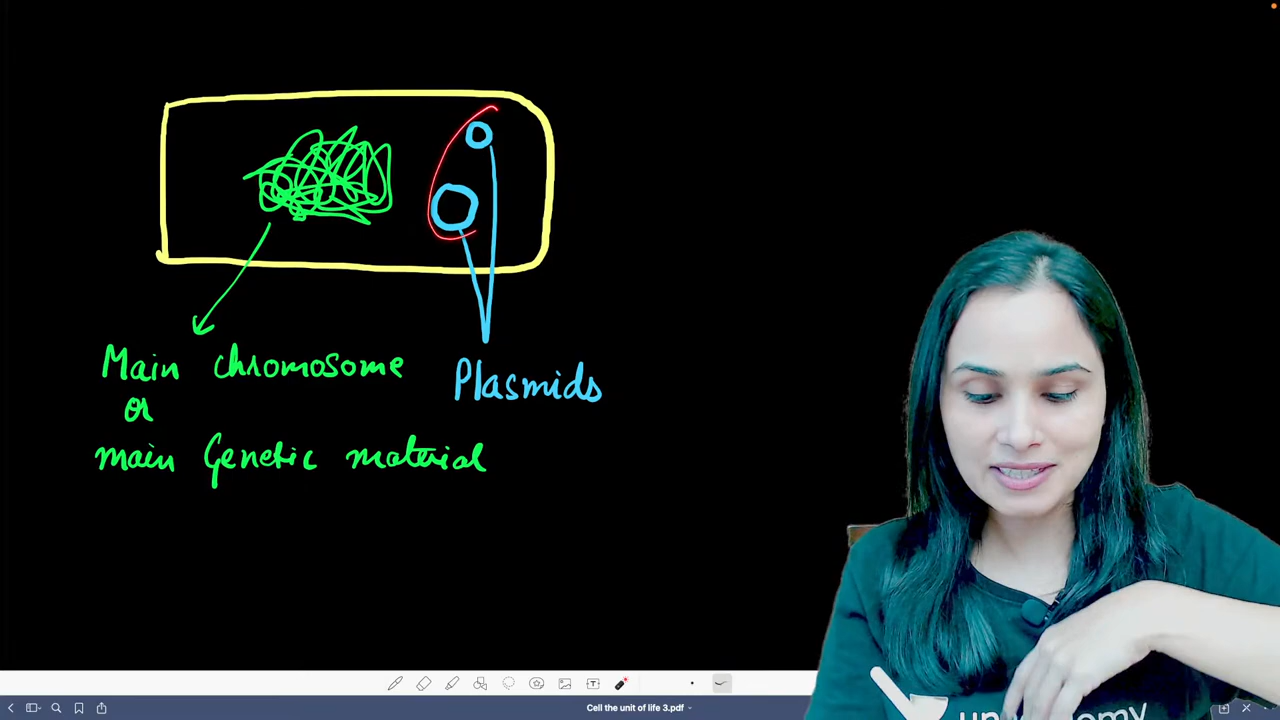 Main chromosome
or
main Genetic material
Plasmids
Cell the unit of life 3.pdf